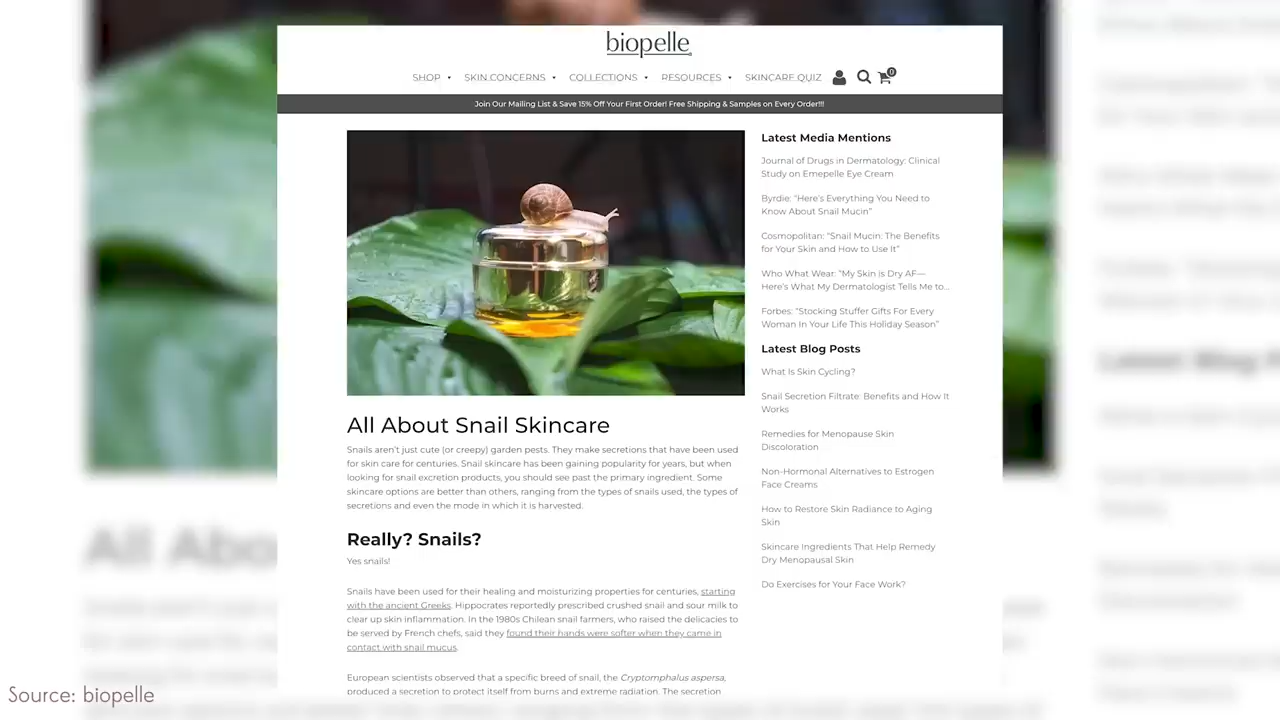 biopelle
SHOP
SKIN CONCERNS
COLLECTIONS
RESOURCES
SKINCARE QUIZ
0
Join Our Mailing List & Save 15% Off Your First Order! Free Shipping & Samples on Every Order!!!
All About Snail Skincare
Snails aren't just cute (or creepy) garden pests. They make secretions that have been used
for skin care for centuries. Snail skincare has been gaining popularity for years, but when
looking for snail excretion products, you should see past the primary ingredient. Some
skincare options are better than others, ranging from the types of snails used, the types of
secretions and even the mode in which it is harvested.
Really? Snails?
Yes snails!
Snails have been used for their healing and moisturizing properties for centuries, starting
with the ancient Greeks. Hippocrates reportedly prescribed crushed snail and sour milk to
clear up skin inflammation. In the 1980s Chilean snail farmers, who raised the delicacies to
be served by French chefs, said they found their hands were softer when they came in
contact with snail mucus.
European scientists observed that a specific breed of snail, the Cryptomphalus aspersa,
produced a secretion to protect itself from burns and extreme radiation. The secretion
Latest Media Mentions
Journal of Drugs in Dermatology: Clinical
Study on Emepelle Eye Cream
Byrdie: "Here's Everything You Need to
Know About Snail Mucin"
Cosmopolitan: "Snail Mucin: The Benefits
for Your Skin and How to Use It"
Who What Wear: "My Skin is Dry AF—
Here's What My Dermatologist Tells Me to...
Forbes: "Stocking Stuffer Gifts For Every
Woman In Your Life This Holiday Season"
Latest Blog Posts
What Is Skin Cycling?
Snail Secretion Filtrate: Benefits and How It
Works
Remedies for Menopause Skin
Discoloration
Non-Hormonal Alternatives to Estrogen
Face Creams
How to Restore Skin Radiance to Aging
Skin
Skincare Ingredients That Help Remedy
Dry Menopausal Skin
Do Exercises for Your Face Work?
All Abo
Latest Blog P
Source: biopelle